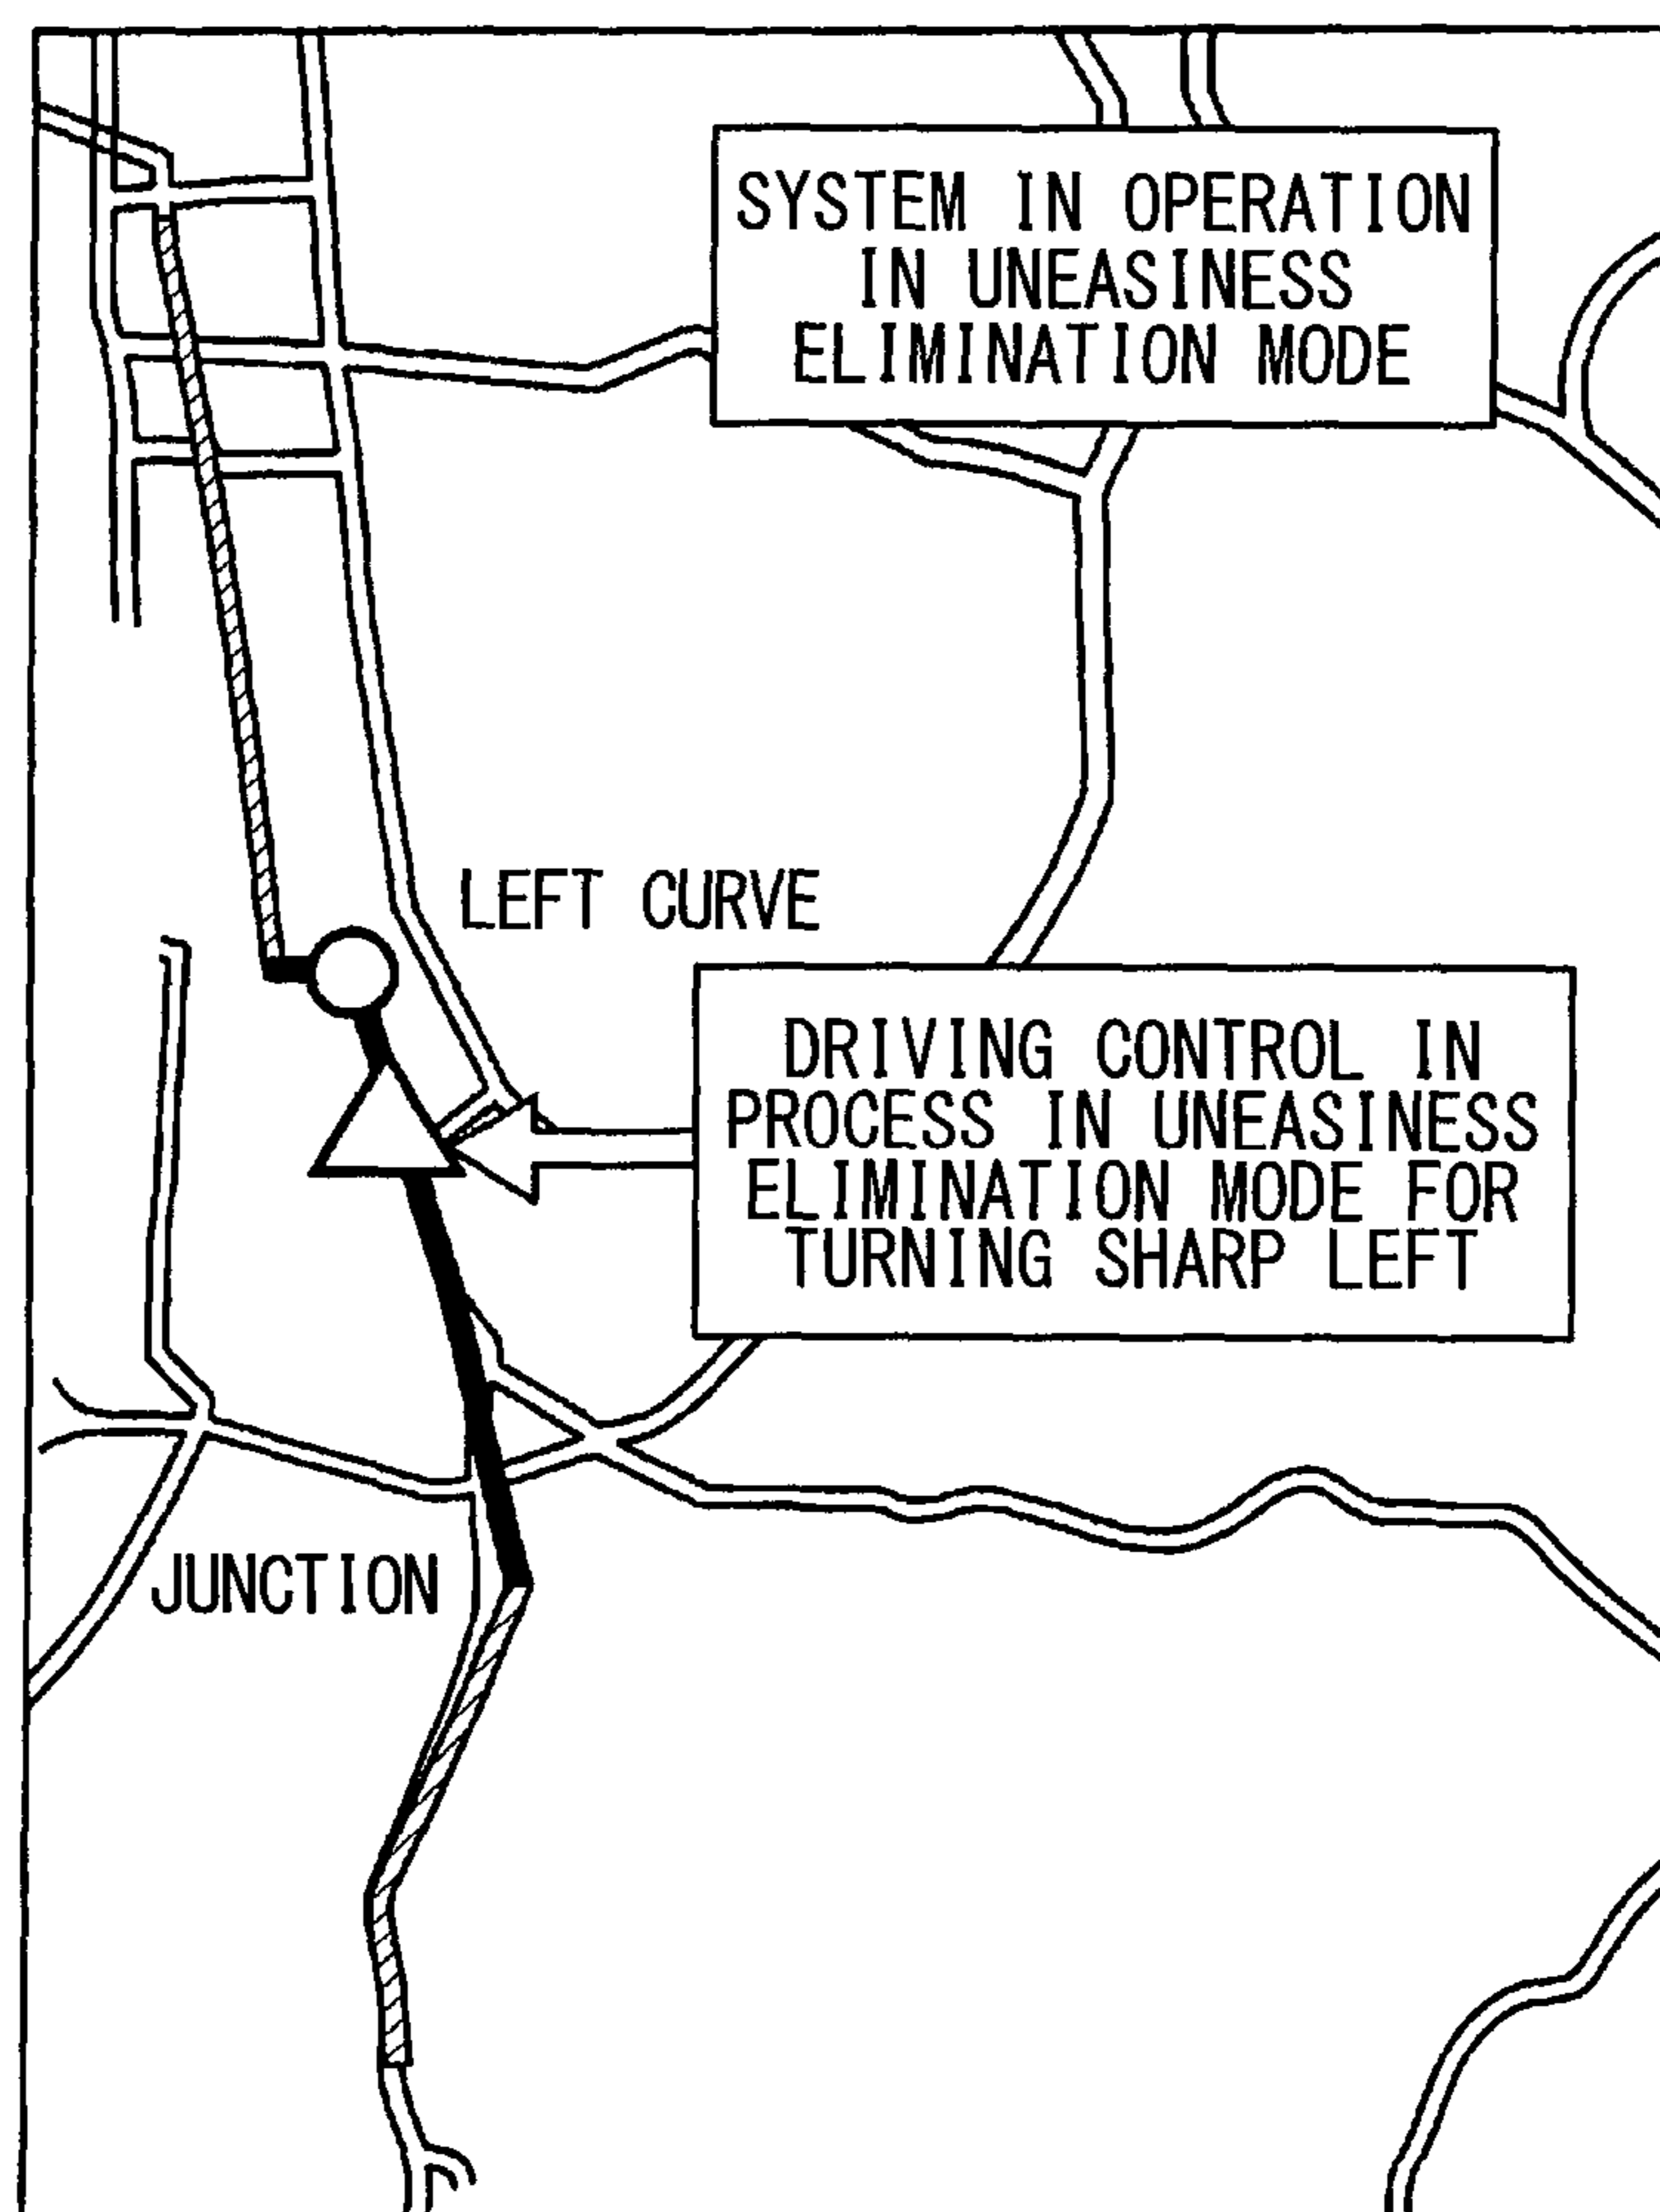 SYSTEM IN OPERATION
IN UNEASINESS
ELIMINATION MODE
LEFT CURVE
DRIVING CONTROL IN
PROCESS IN UNEASINESS
ELIMINATION MODE FOR
TURNING SHARP LEFT
JUNCTION